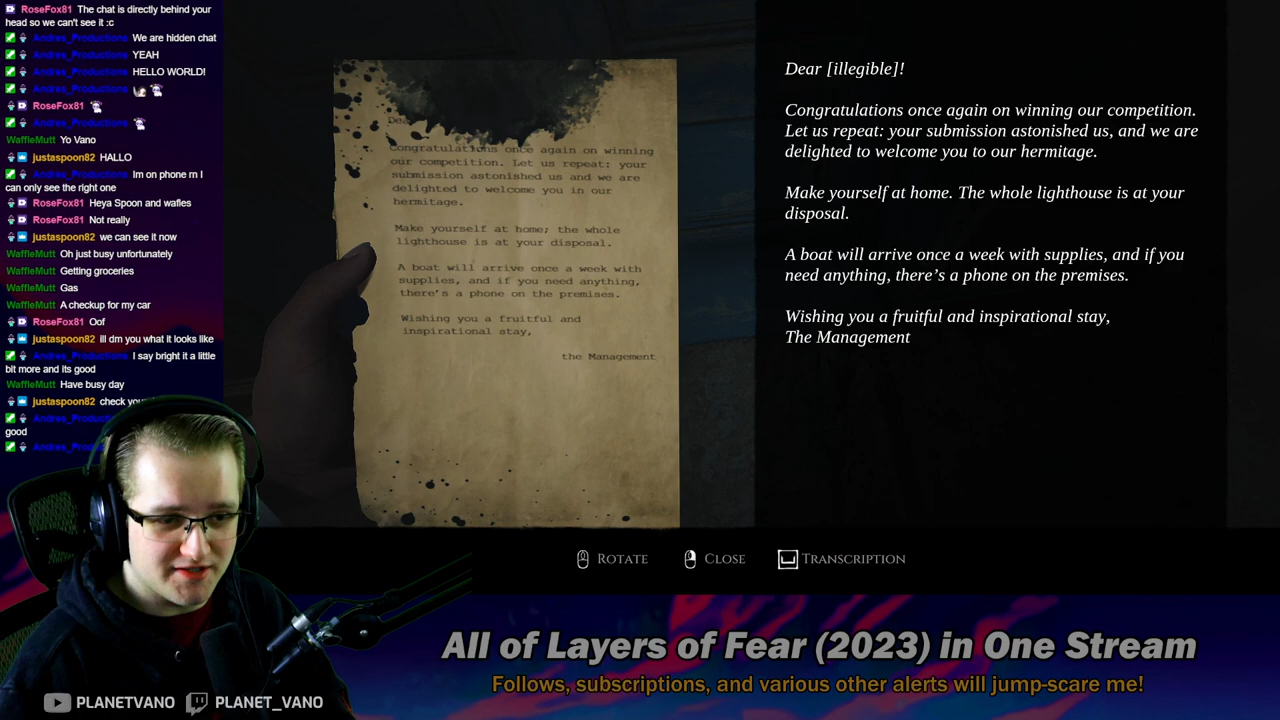 RoseFox81 The chat is directly behind your
head so we can't see it :c
Andres_Productions We are hidden chat
Andres_Productions YEAH
Andres_Productions HELLO WORLD!
Andres_Productions
RoseFox81
Andres_Productions
WaffleMutt Yo Vano
justaspoon82 HALLO
Andres_Productions Im on phone rn I
can only see the right one
RoseFox81 Heya Spoon and wafles
RoseFox81 Not really
justaspoon82 we can see it now
WaffleMutt Oh just busy unfortunately
WaffleMutt Getting groceries
WaffleMutt Gas
WaffleMutt A checkup for my car
RoseFox81 Oof
justaspoon82 ill dm you what it looks like
Andres_Productions I say bright it a little
bit more and its good
WaffleMutt Have busy day
justaspoon82 check
good
Congratulations once again on winning
our competition. Let us repeat: your
submission astonished us and we are
delighted to welcome you in our
hermitage.
Make yourself at home; the whole
lighthouse is at your disposal.
A boat will arrive once a week with
supplies, and if you need anything,
there's a phone on the premises.
Wishing you a fruitful and
inspirational stay,
the Management
Dear [illegible]!
Congratulations once again on winning our competition.
Let us repeat: your submission astonished us, and we are
delighted to welcome you to our hermitage.
Make yourself at home. The whole lighthouse is at your
disposal.
A boat will arrive once a week with supplies, and if you
need anything, there's a phone on the premises.
Wishing you a fruitful and inspirational stay,
The Management
Rotate
Close
Transcription
All of Layers of Fear (2023) in One Stream
Follows, subscriptions, and various other alerts will jump-scare me!
PLANETVANO
PLANET_VANO